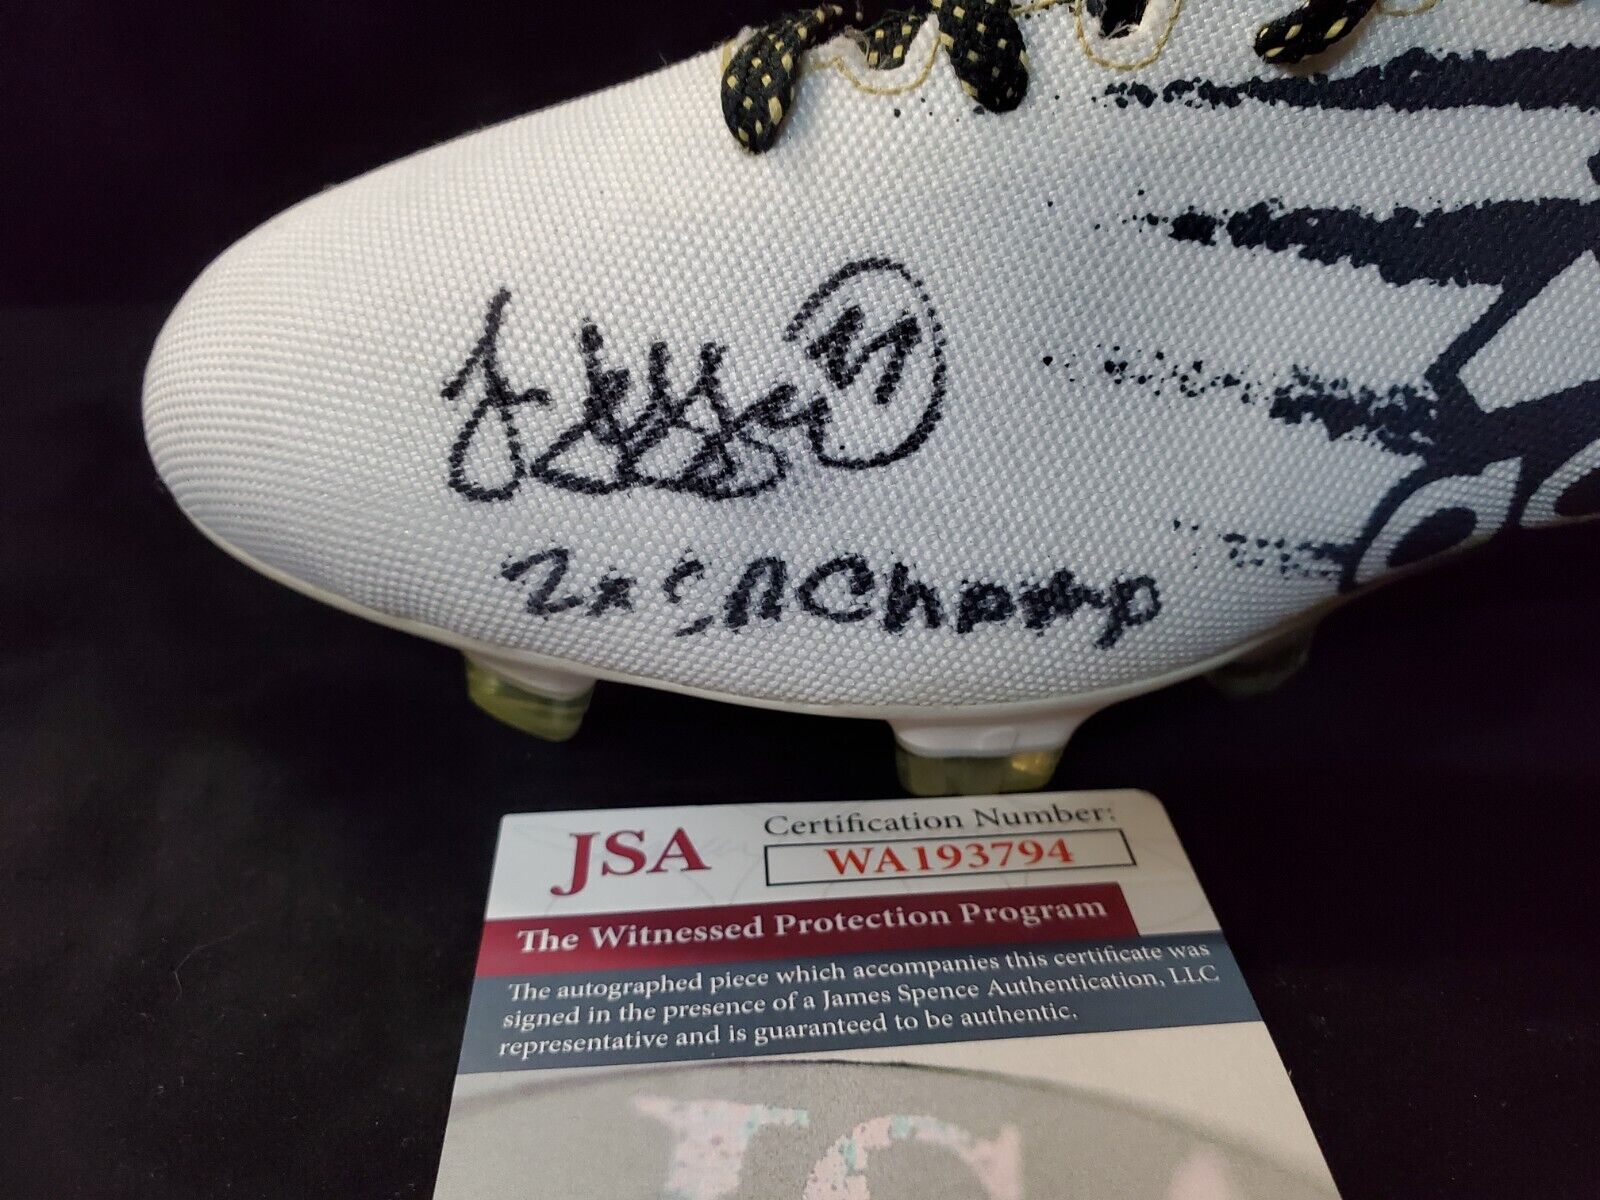 2x SB Champ
JSA
Certification Number:
WA193794
The Witnessed Protection Program
The autographed piece which accompanies this certificate was
signed in the presence of a James Spence Authentication, LLC
representative and is guaranteed to be authentic.